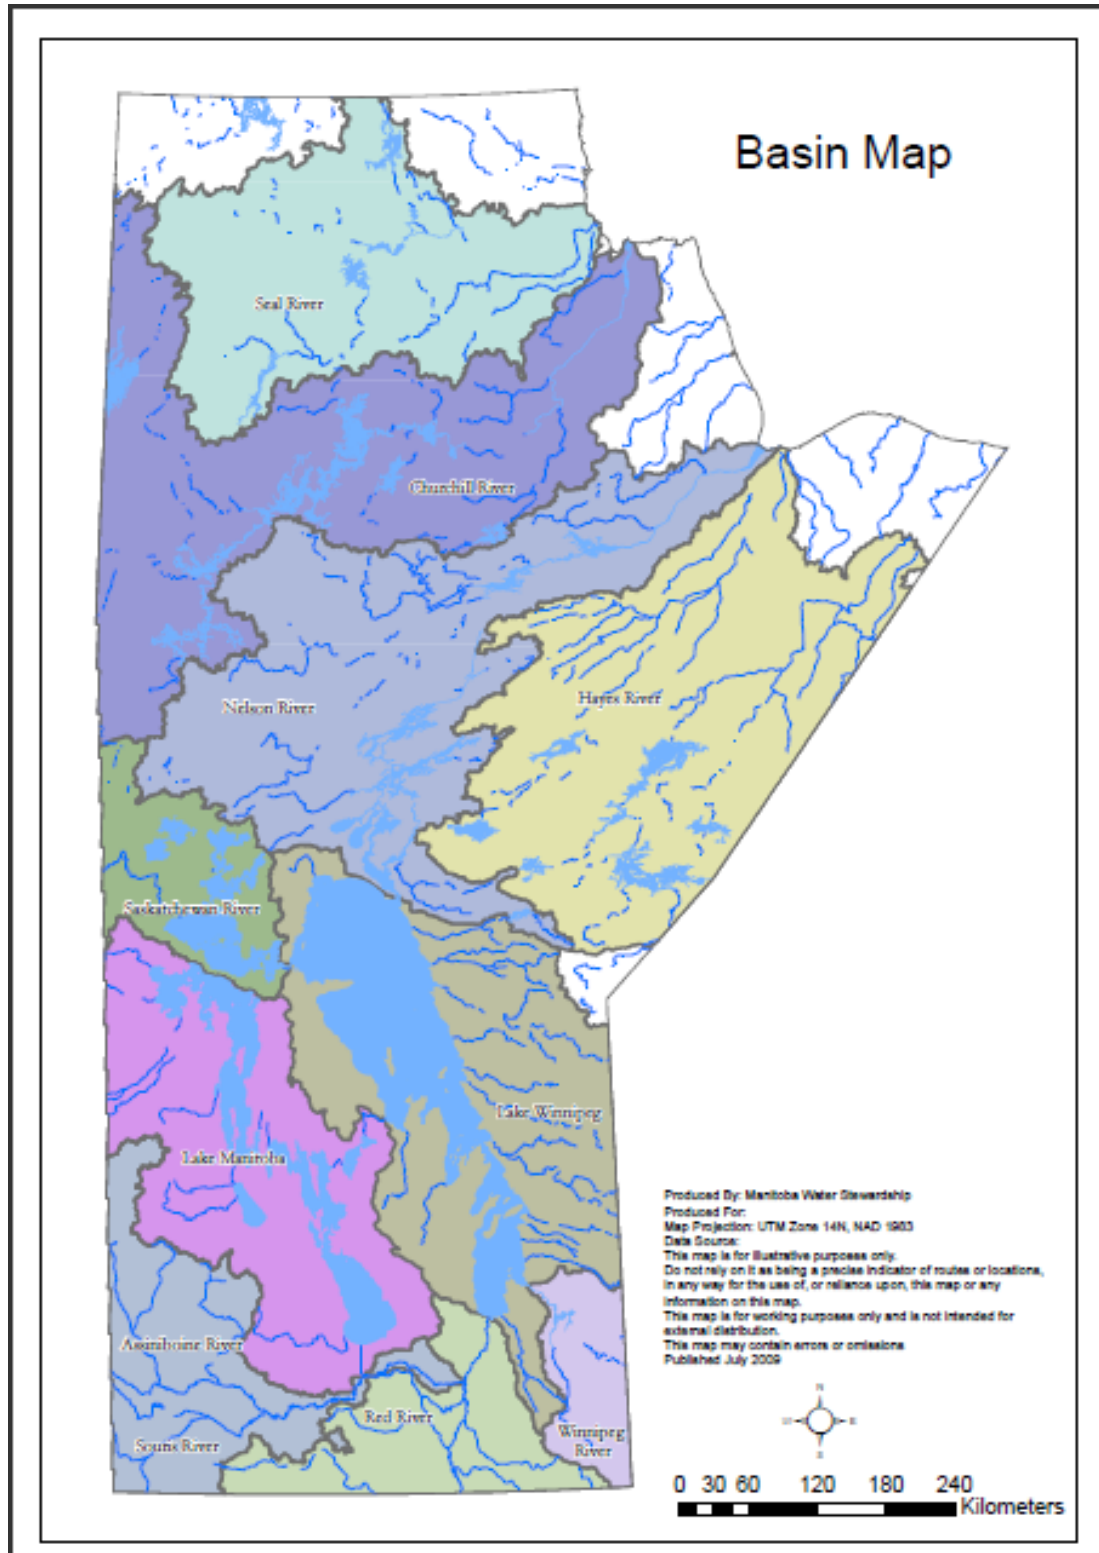 Basin Map
Seal River
Churchill River
Nelson River
Hayes River
Saskatchewan River
Lake Winnipeg
Lake Manitoba
Assiniboine River
Red River
Souris River
Winnipeg
River
Produced By: Manitoba Water Stewardship
Produced For:
Map Projection: UTM Zone 14N, NAD 1983
Data Source:
This map is for illustrative purposes only.
Do not rely on it as being a precise indicator of routes or locations,
in any way for the use of, or reliance upon, this map or any
information on this map.
This map is for working purposes only and is not intended for
external distribution.
This map may contain errors or omissions
Published July 2009
N
W E
S
0 30 60 120 180 240
Kilometers